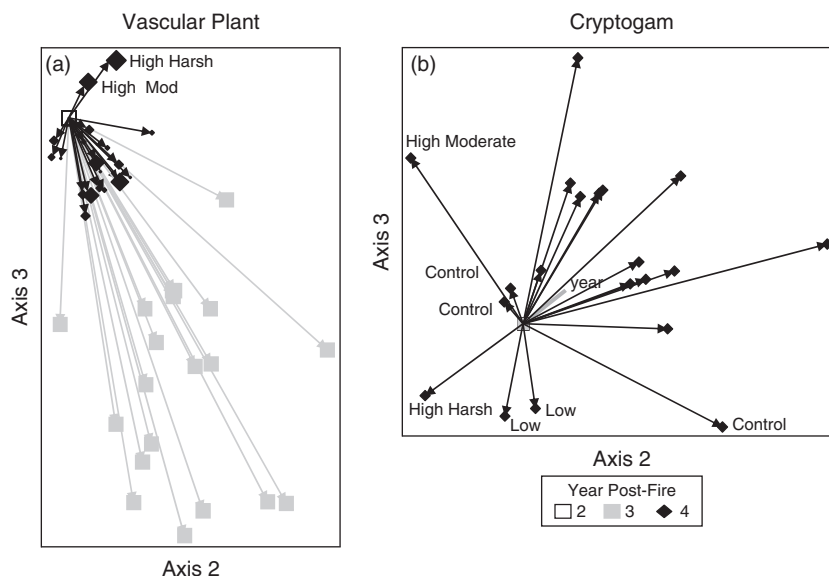 Vascular Plant
(a)
High Harsh
High Mod
Axis 3
Axis 2
Cryptogam
(b)
High Moderate
Axis 3
Control
year
Control
High Harsh
Low
Low
Control
Axis 2
Year Post-Fire
2 3 4